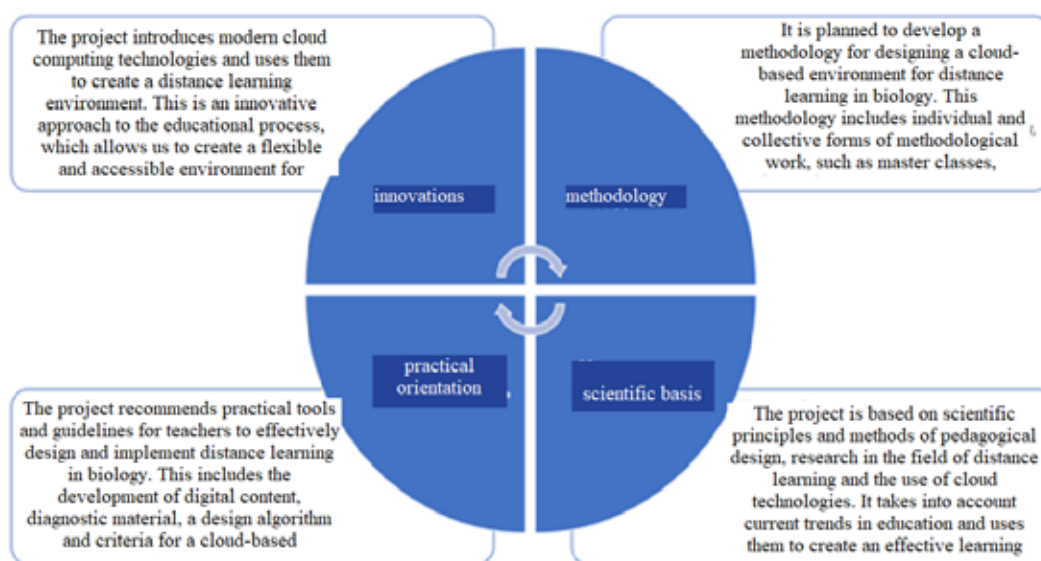 The project introduces modern cloud
computing technologies and uses them
to create a distance learning
environment. This is an innovative
approach to the educational process,
which allows us to create a flexible
and accessible environment for
It is planned to develop a
methodology for designing a cloud-
based environment for distance
learning in biology. This
methodology includes individual and
collective forms of methodological
work, such as master classes,
innovations
methodology
practical
orientation
scientific basis
The project recommends practical tools
and guidelines for teachers to effectively
design and implement distance learning
in biology. This includes the
development of digital content,
diagnostic material, a design algorithm
and criteria for a cloud-based
The project is based on scientific
principles and methods of pedagogical
design, research in the field of distance
learning and the use of cloud
technologies. It takes into account
current trends in education and uses
them to create an effective learning